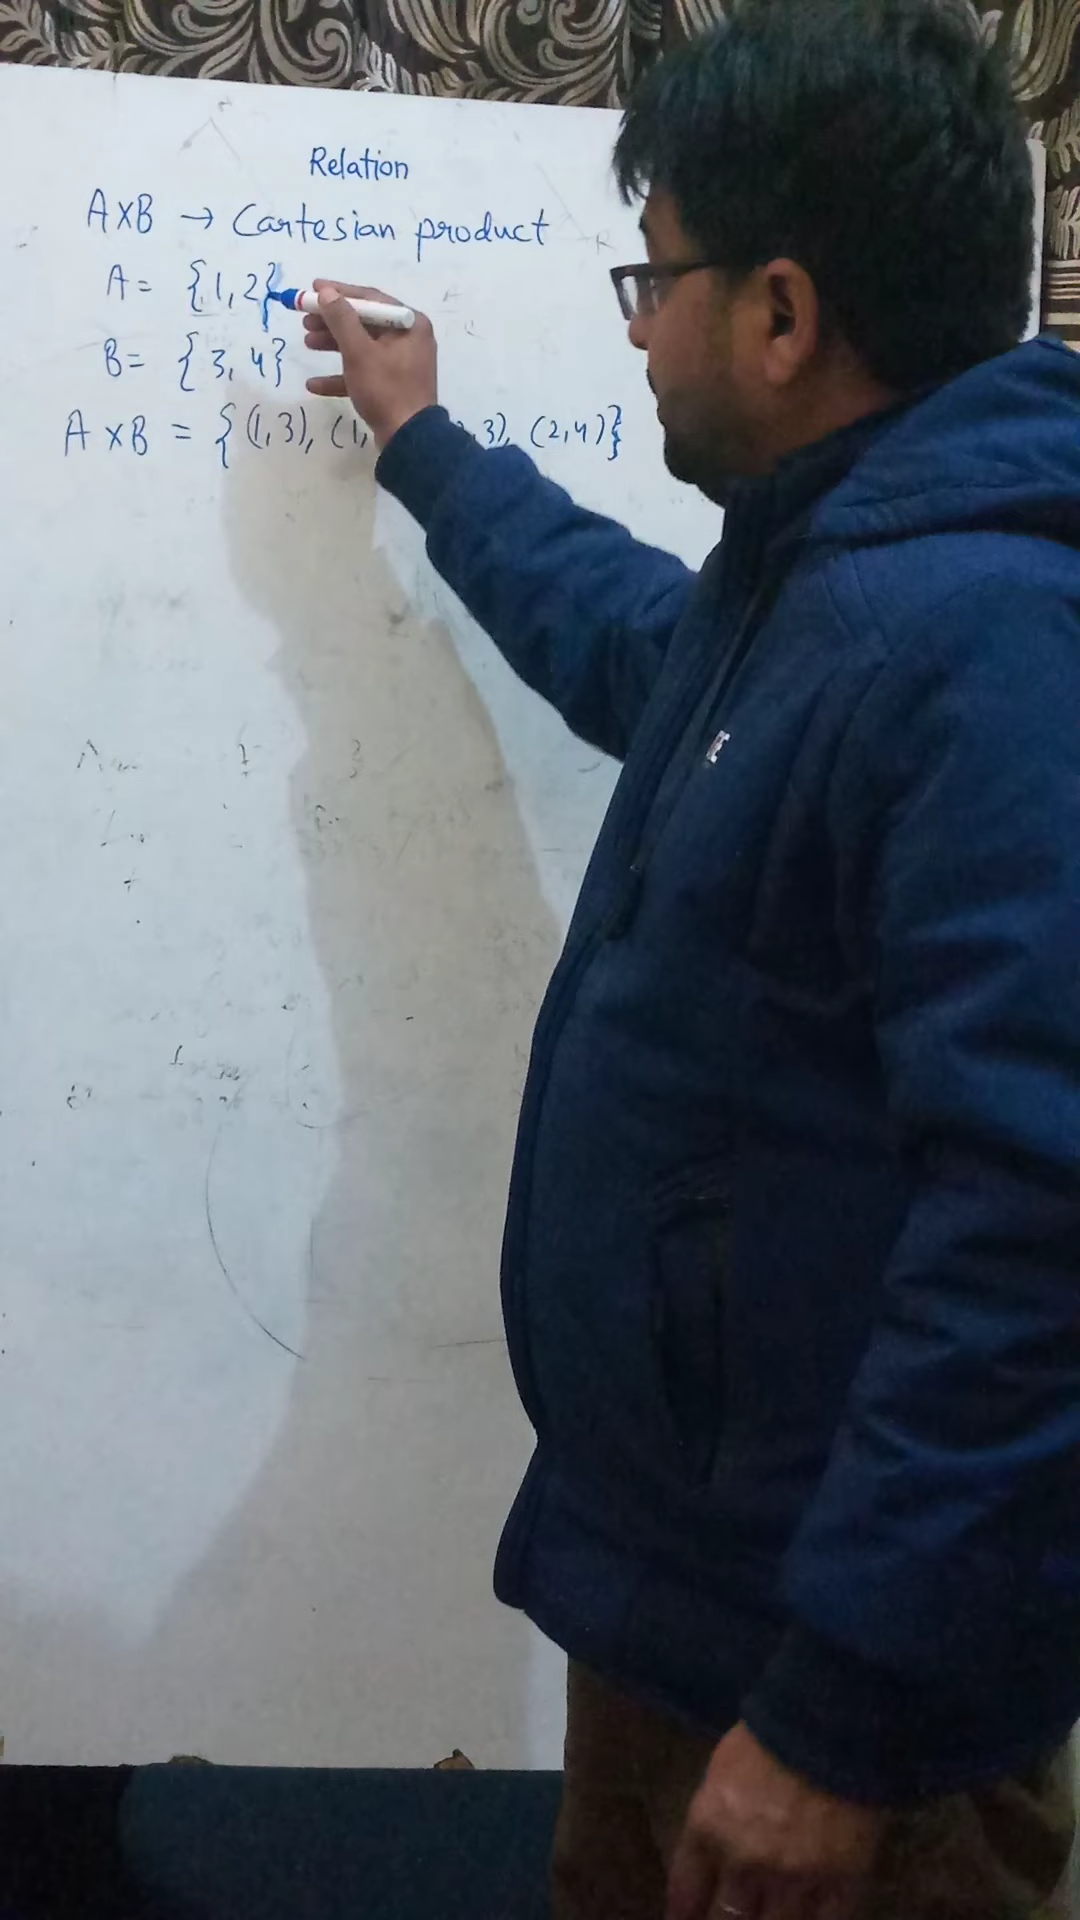 Relation
A×B → Cartesian product
A = {1,2}
B = {3,4}
A×B = {(1,3), (1, 3), (2,4)}